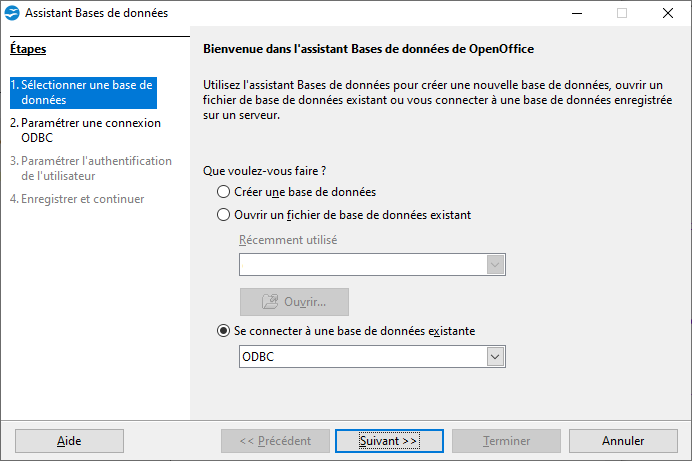 Assistant Bases de données
Étapes
1. Sélectionner une base de
données
2. Paramétrer une connexion
ODBC
3. Paramétrer l'authentification
de l'utilisateur
4. Enregistrer et continuer
Bienvenue dans l'assistant Bases de données de OpenOffice
Utilisez l'assistant Bases de données pour créer une nouvelle base de données, ouvrir un
fichier de base de données existant ou vous connecter à une base de données enregistrée
sur un serveur.
Que voulez-vous faire ?
Créer une base de données
Ouvrir un fichier de base de données existant
Récemment utilisé
Ouvrir...
Se connecter à une base de données existante
ODBC
Aide
<< Précédent
Suivant >>
Terminer
Annuler